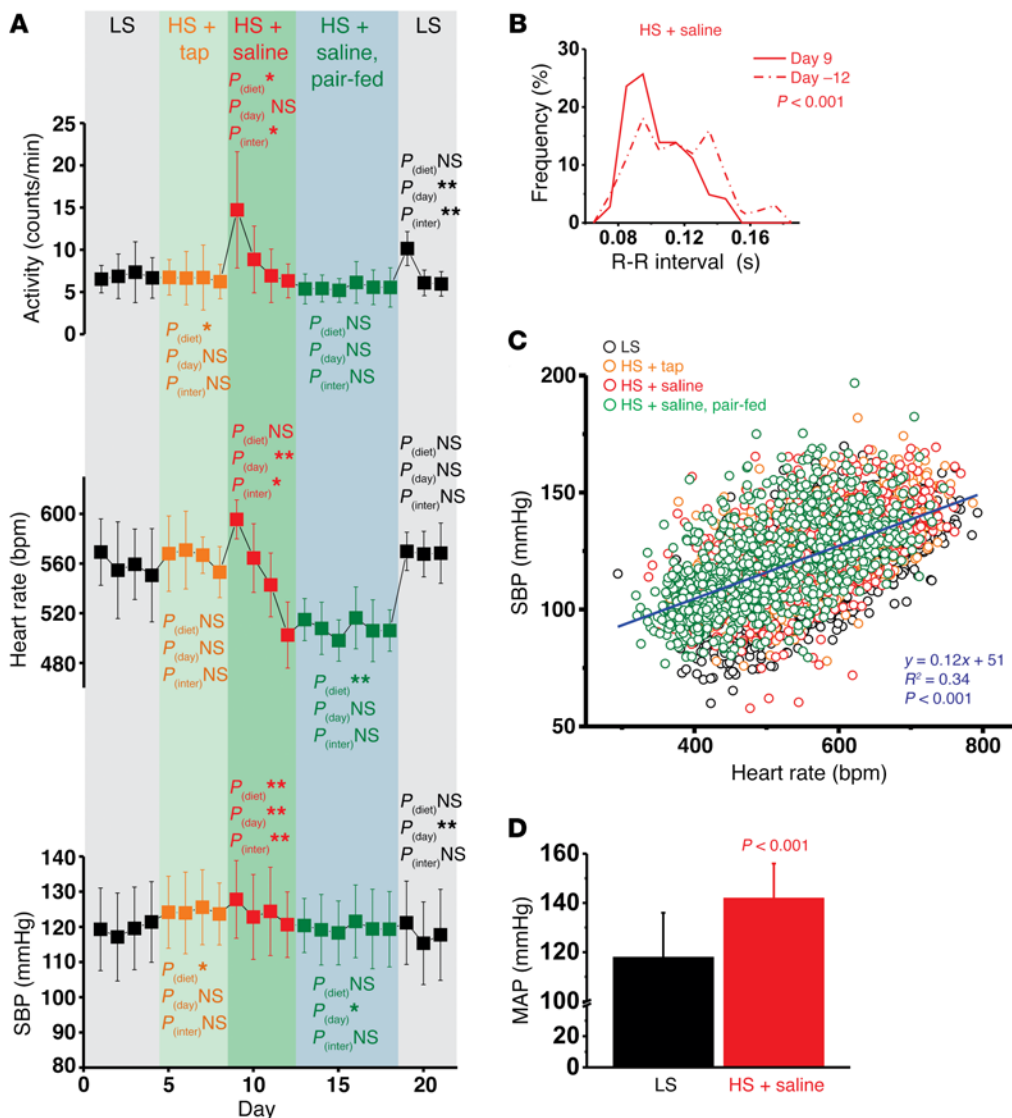 A
LS
HS +
tap
HS +
saline
HS +
saline,
pair-fed
LS
P(diet)*
P(day) NS
P(inter)*
P(diet)NS
P(day)**
P(inter)**
25
20
15
10
5
0
Activity (counts/min)
P(diet)*
P(day)NS
P(inter)NS
P(diet)NS
P(day)NS
P(inter)NS
P(diet)NS
P(day)**
P(inter)*
P(diet)NS
P(day)NS
P(inter)NS
600
560
520
480
Heart rate (bpm)
P(diet)NS
P(day)NS
P(inter)NS
P(diet)**
P(day)NS
P(inter)NS
P(diet)**
P(day)**
P(inter)**
P(diet)NS
P(day)**
P(inter)NS
140
130
120
110
100
90
80
SBP (mmHg)
P(diet)*
P(day)NS
P(inter)NS
P(diet)NS
P(day)*
P(inter)NS
0 5 10 15 20
Day
B
HS + saline
Day 9
Day –12
P < 0.001
30
20
10
0
Frequency (%)
0.08 0.12 0.16
R-R interval (s)
C
LS
HS + tap
HS + saline
HS + saline, pair-fed
200
150
100
50
SBP (mmHg)
y = 0.12x + 51
R² = 0.34
P < 0.001
400 600 800
Heart rate (bpm)
D
P < 0.001
160
140
120
100
20
0
MAP (mmHg)
LS HS + saline